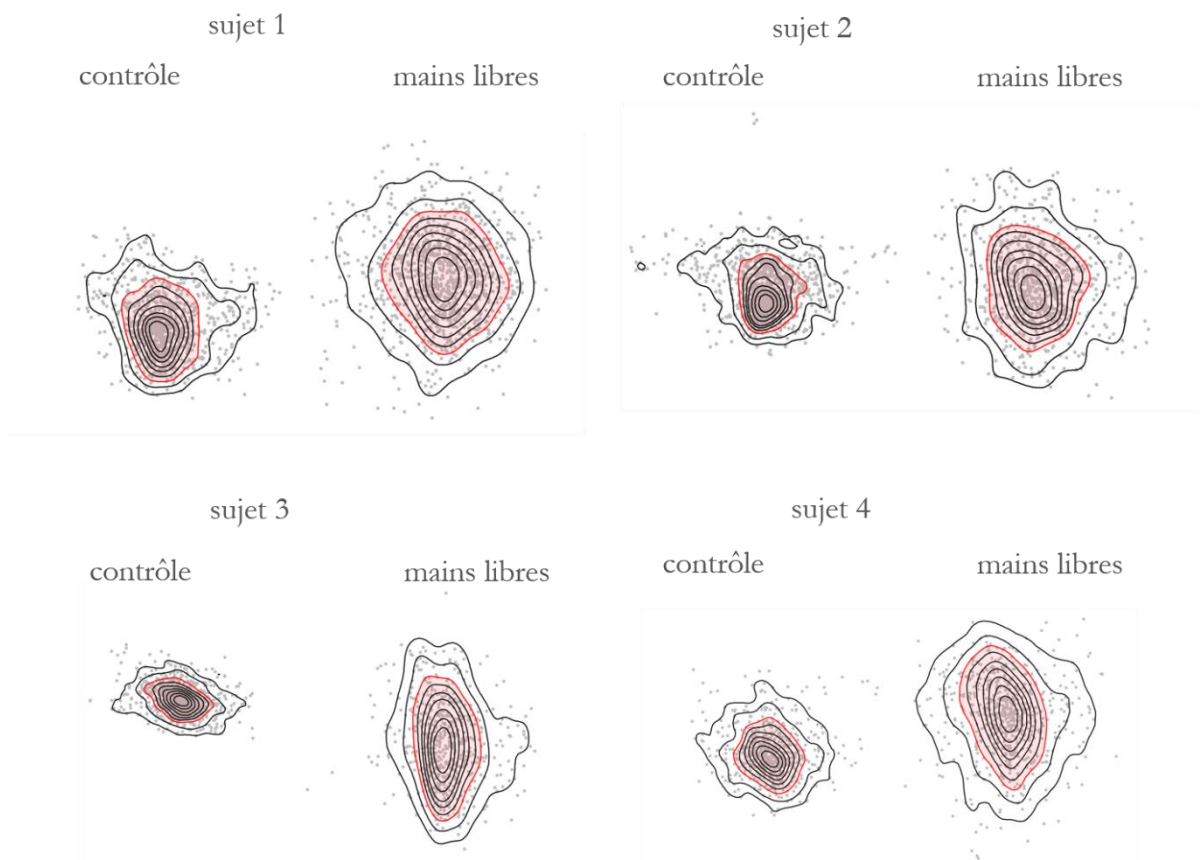 sujet 1
contrôle
mains libres
sujet 2
contrôle
mains libres
sujet 3
contrôle
mains libres
sujet 4
contrôle
mains libres